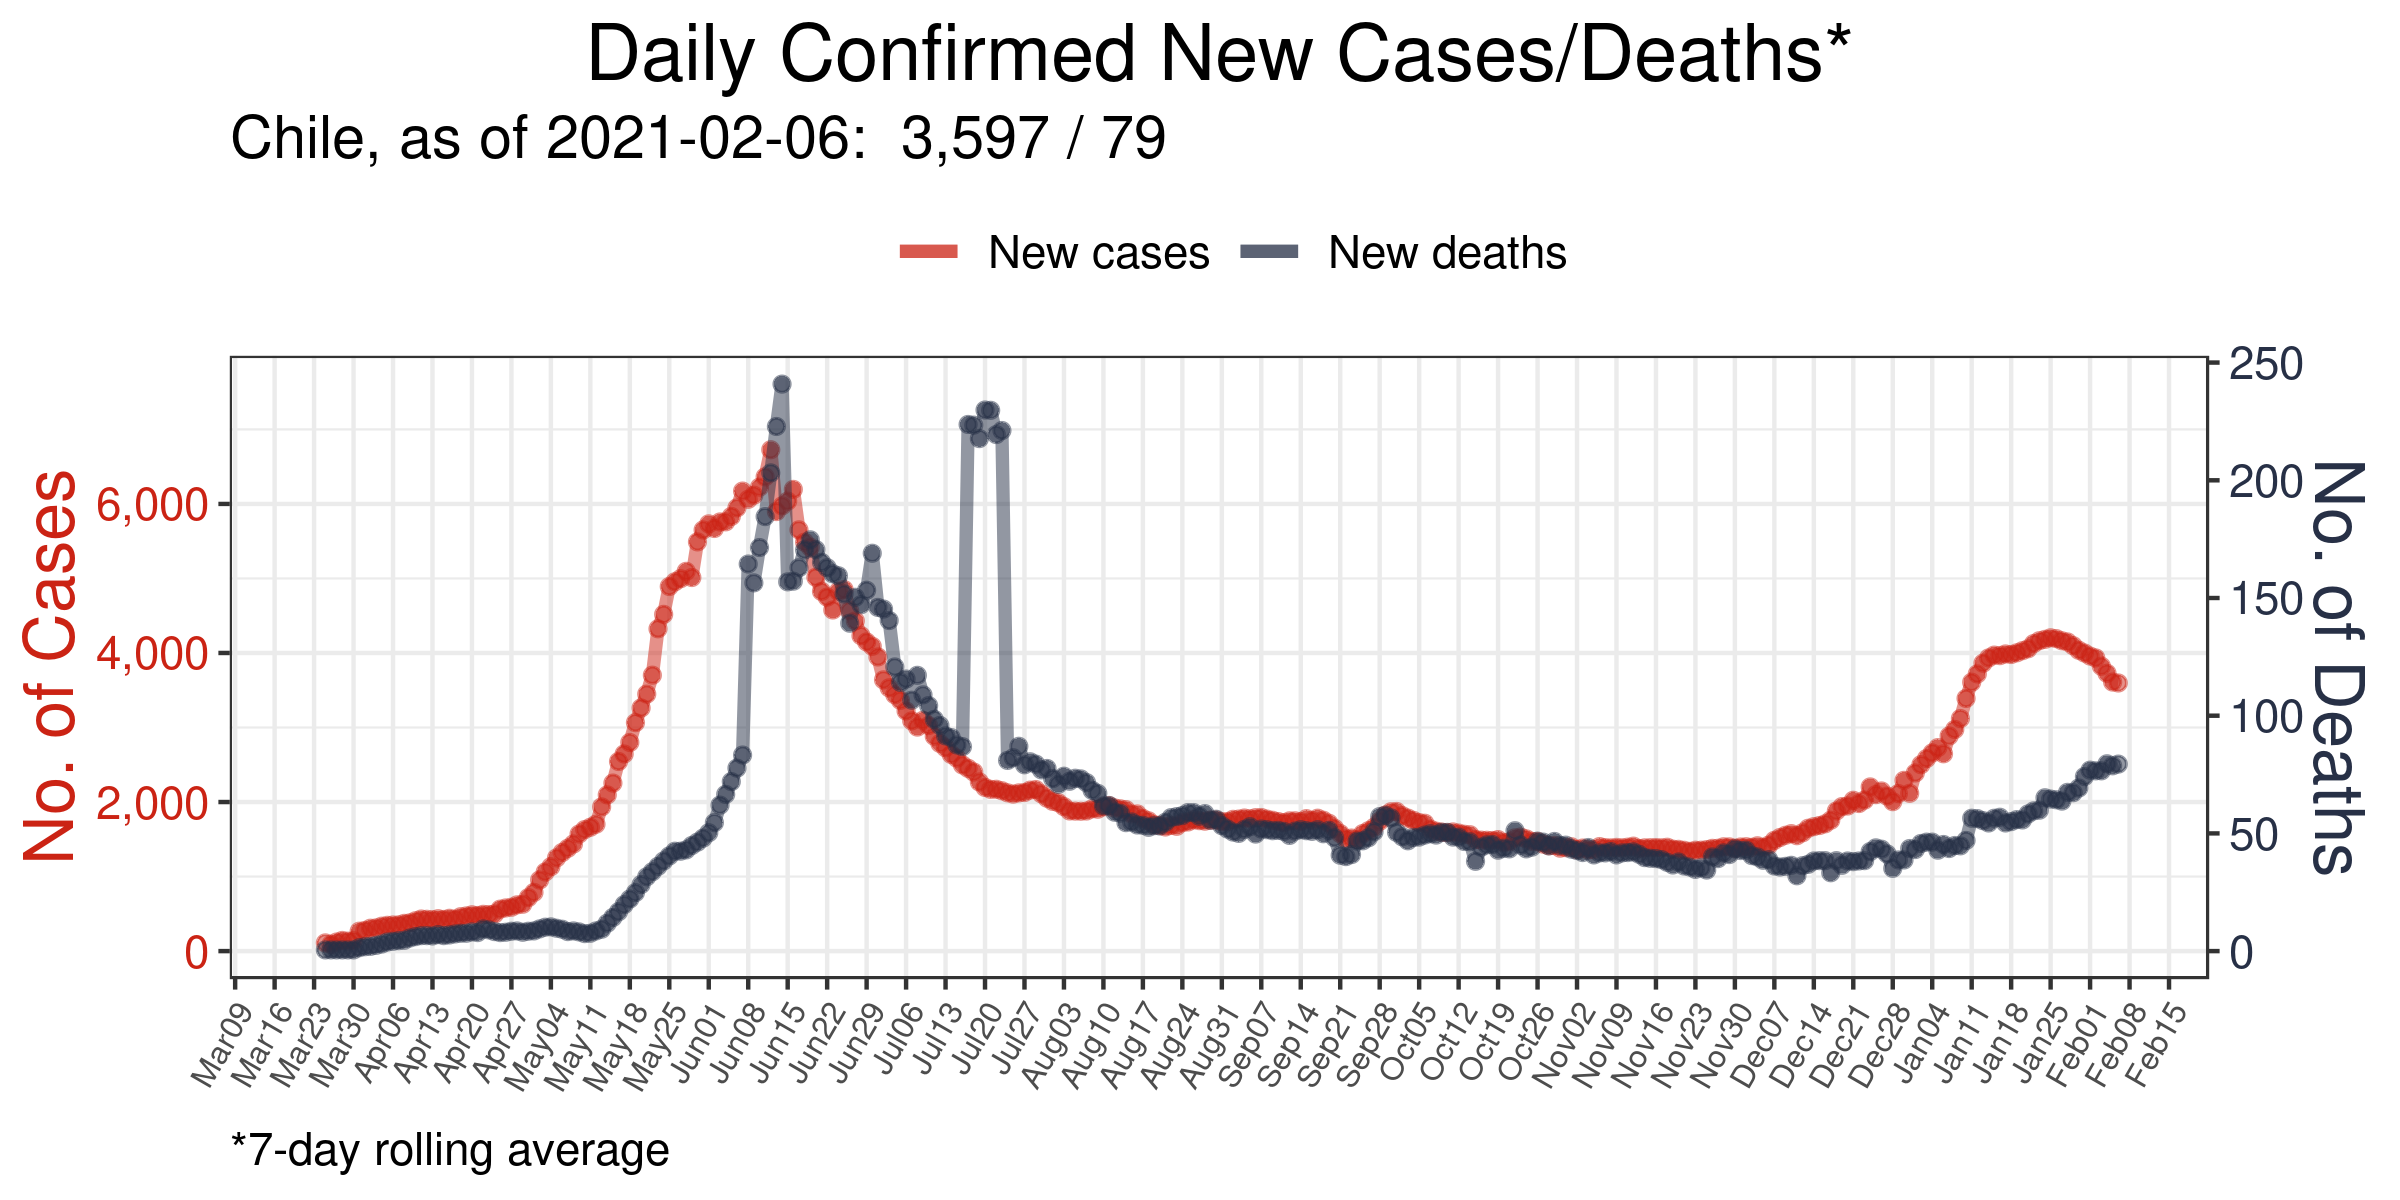 Daily Confirmed New Cases/Deaths*
Chile, as of 2021-02-06:  3,597 / 79
New cases
New deaths
No. of Cases
6,000
4,000
2,000
0
250
200
150
100
50
0
No. of Deaths
Mar09
Mar16
Mar23
Mar30
Apr06
Apr13
Apr20
Apr27
May04
May11
May18
May25
Jun01
Jun08
Jun15
Jun22
Jun29
Jul06
Jul13
Jul20
Jul27
Aug03
Aug10
Aug17
Aug24
Aug31
Sep07
Sep14
Sep21
Sep28
Oct05
Oct12
Oct19
Oct26
Nov02
Nov09
Nov16
Nov23
Nov30
Dec07
Dec14
Dec21
Dec28
Jan04
Jan11
Jan18
Jan25
Feb01
Feb08
Feb15
*7-day rolling average